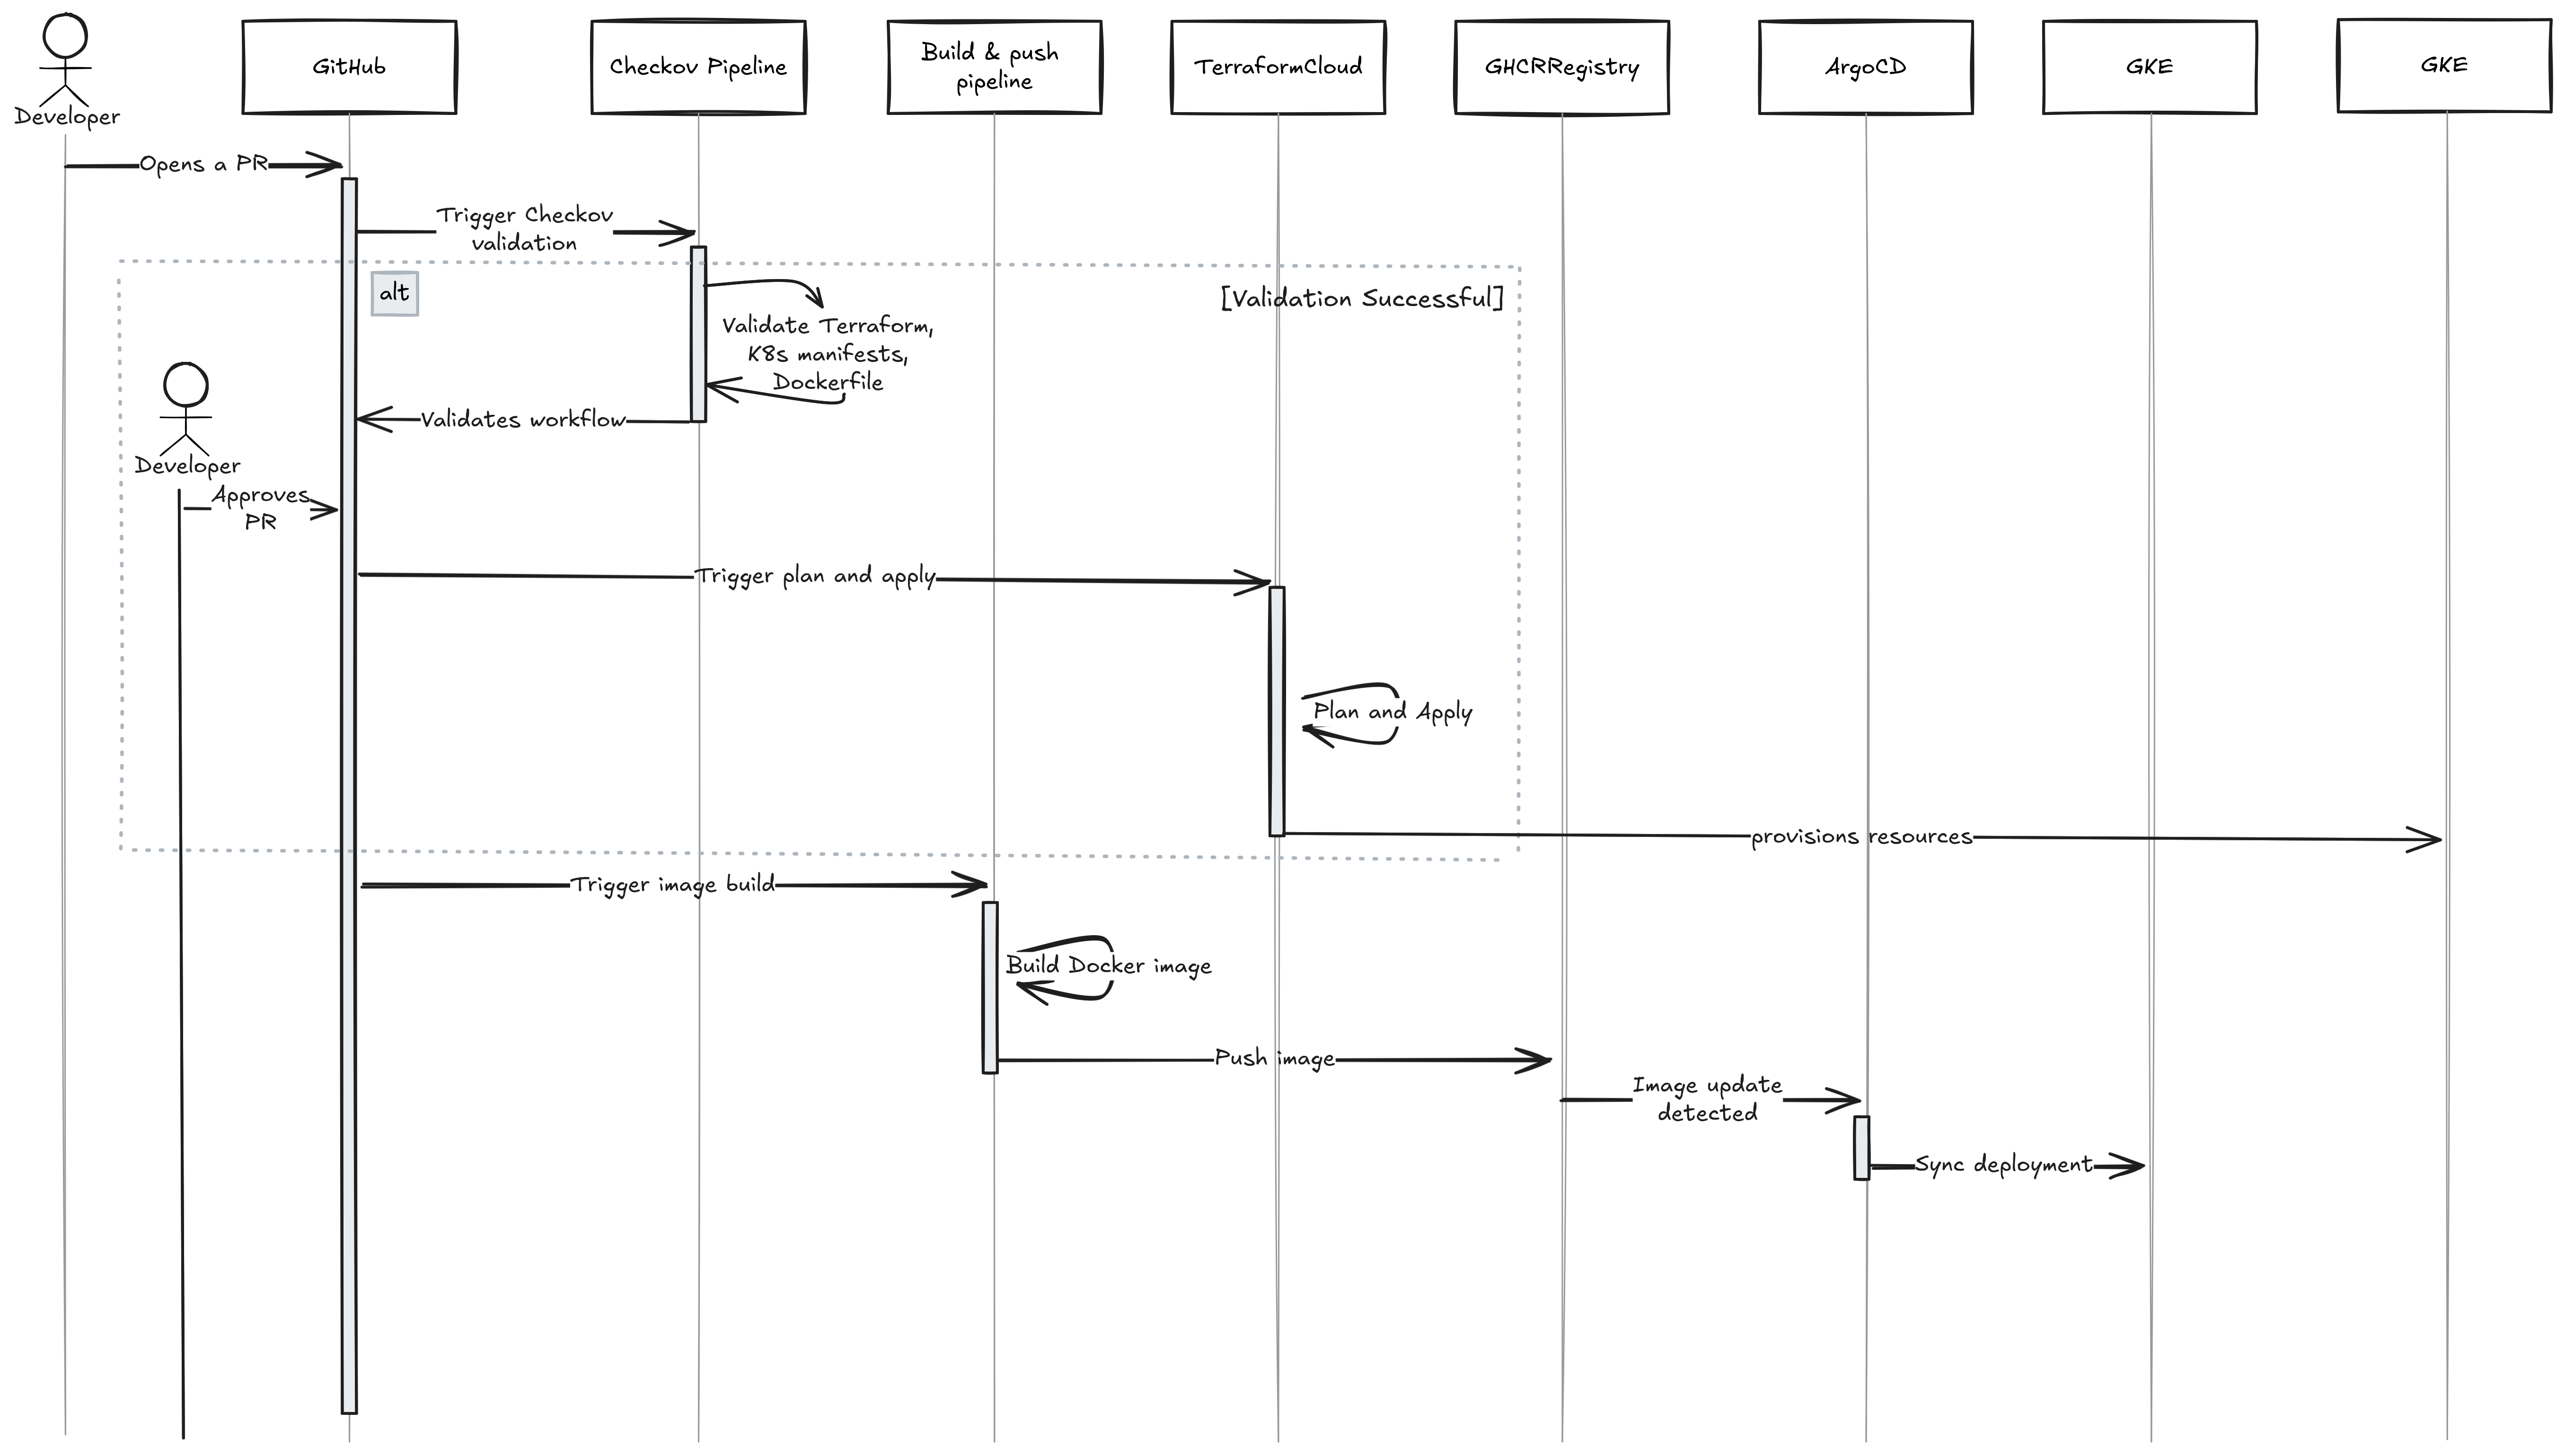 Developer
GitHub
Checkov Pipeline
Build & push
pipeline
TerraformCloud
GHCRRegistry
ArgoCD
GKE
GKE
Opens a PR
Trigger Checkov
validation
alt
[Validation Successful]
Validate Terraform,
K8s manifests,
Dockerfile
Validates workflow
Developer
Approves
PR
Trigger plan and apply
Plan and Apply
provisions resources
Trigger image build
Build Docker image
Push image
Image update
detected
Sync deployment